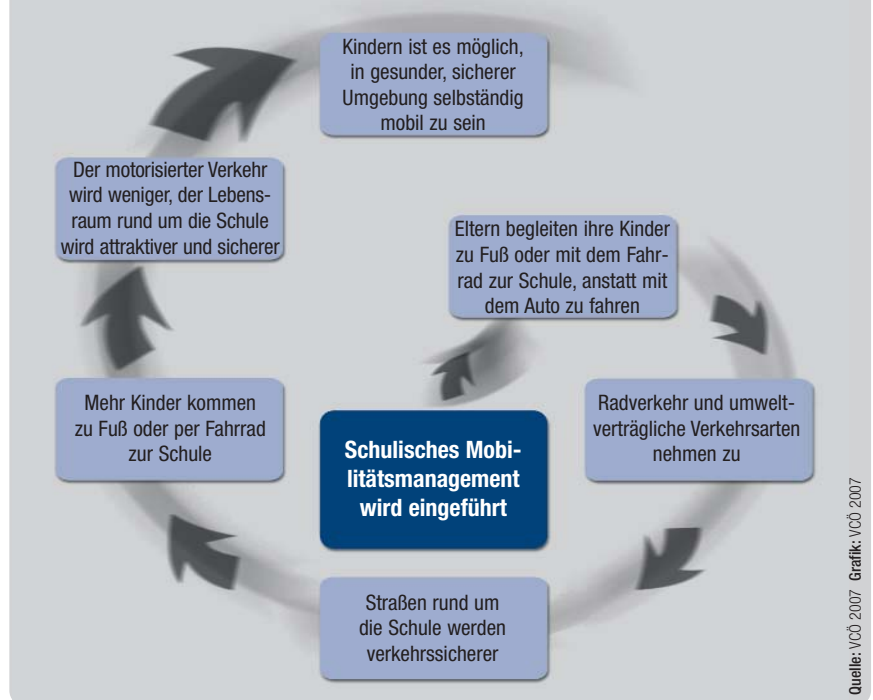 Kindern ist es möglich,
in gesunder, sicherer
Umgebung selbständig
mobil zu sein
Der motorisierter Verkehr
wird weniger, der Lebens-
raum rund um die Schule
wird attraktiver und sicherer
Eltern begleiten ihre Kinder
zu Fuß oder mit dem Fahr-
rad zur Schule, anstatt mit
dem Auto zu fahren
Mehr Kinder kommen
zu Fuß oder per Fahrrad
zur Schule
Schulisches Mobi-
litätsmanagement
wird eingeführt
Radverkehr und umwelt-
verträgliche Verkehrsarten
nehmen zu
Straßen rund um
die Schule werden
verkehrssicherer
Quelle: VCÖ 2007 Grafik: VCÖ 2007